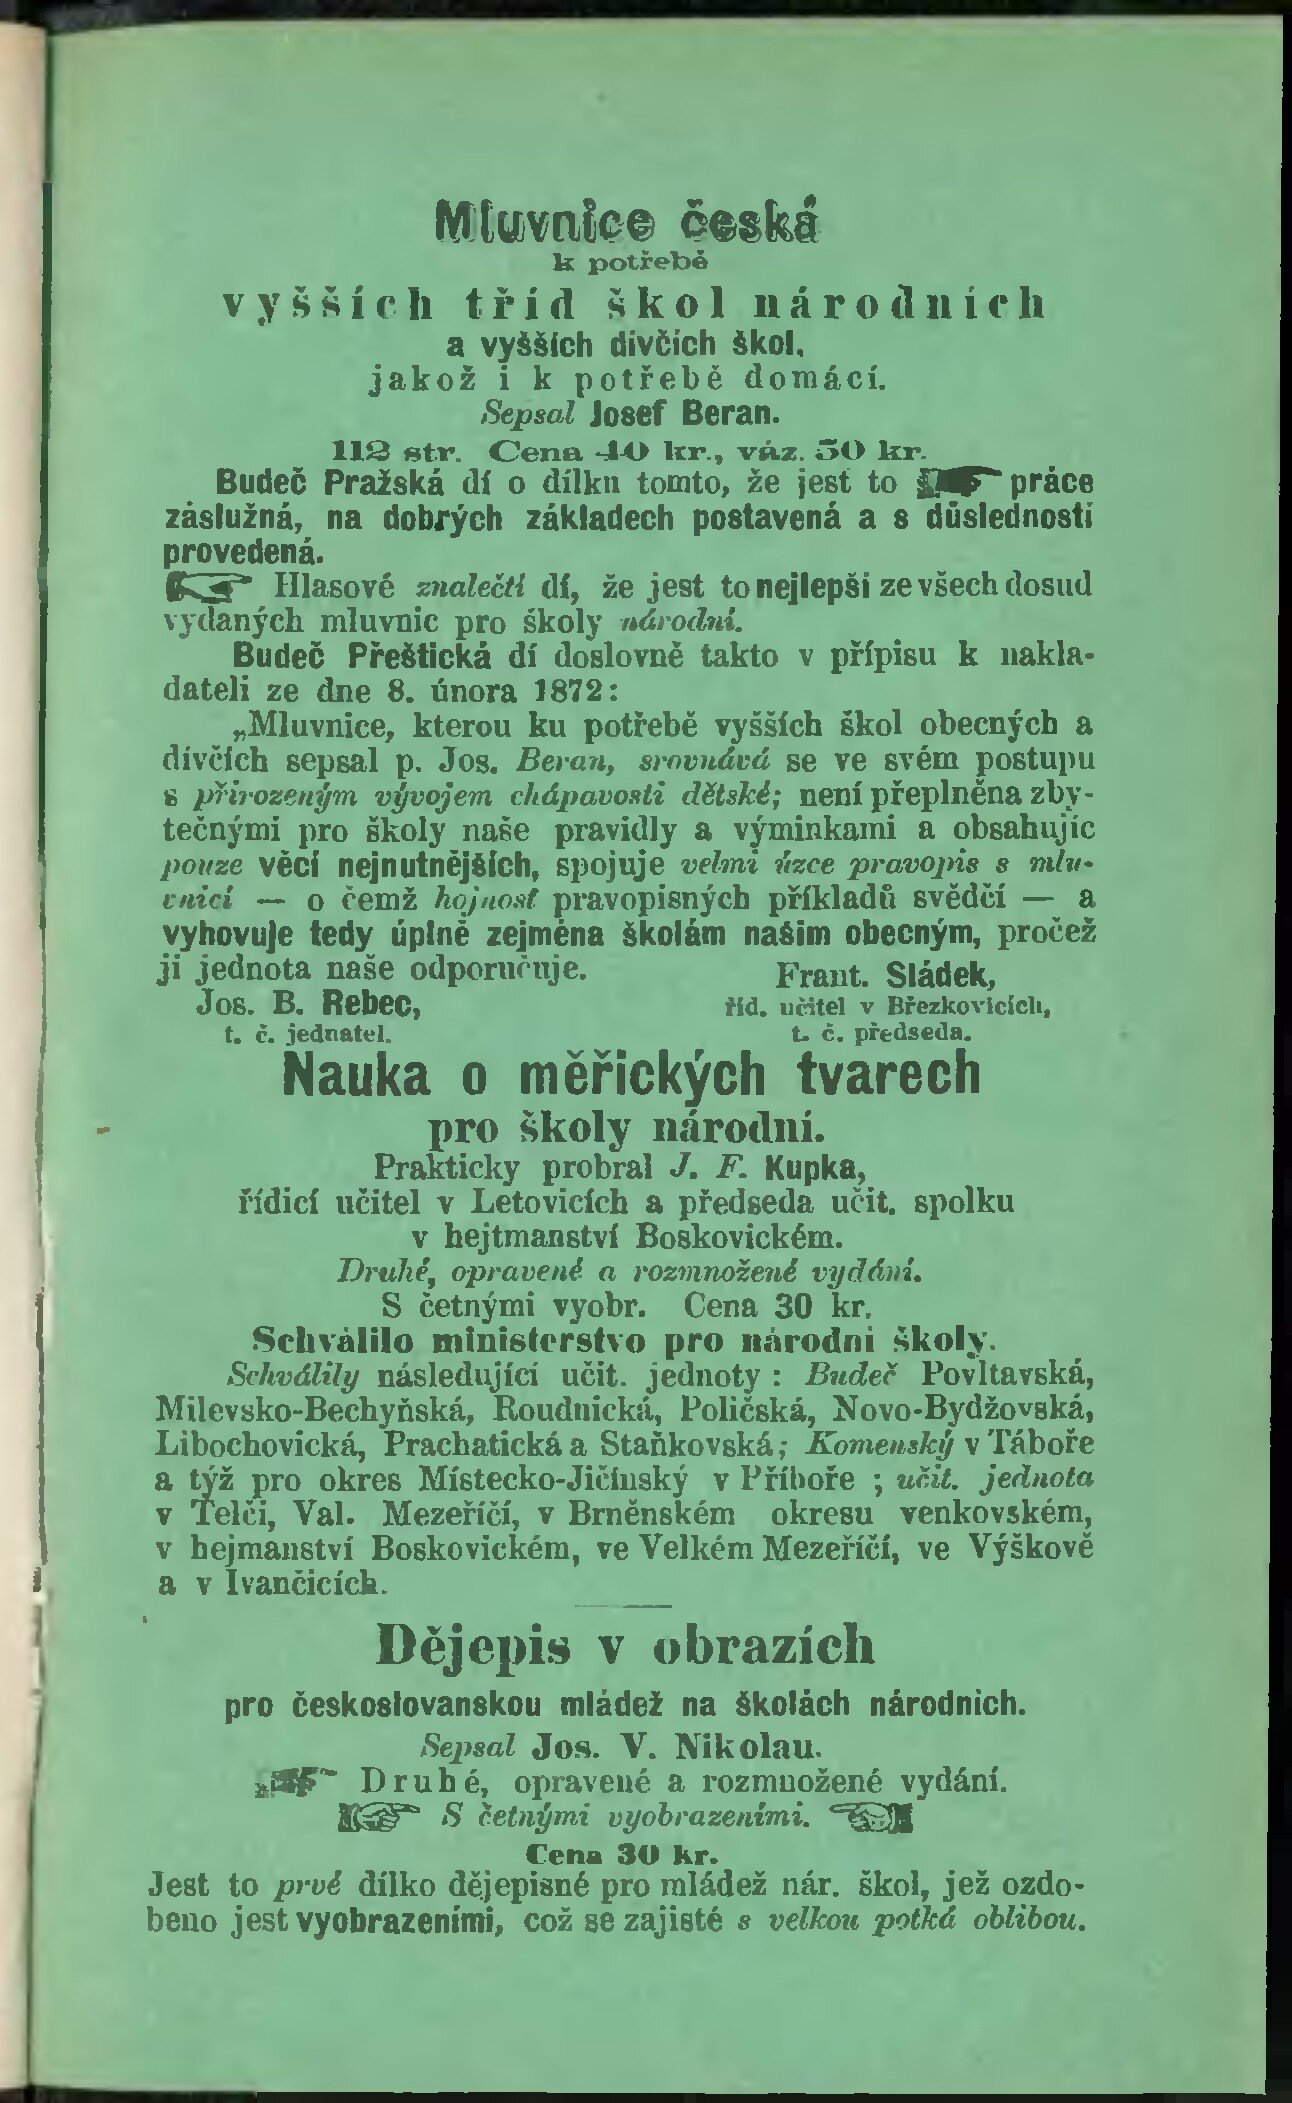 Mluvnice česká
k potřebě
vyšších tříd škol národních
a vyšších dívčích škol,
jakož i k potřebě domácí.
Sepsal Josef Beran.
112 str. Cena 40 kr., váz. 50 kr.
Budeč Pražská dí o dílku tomto, že jest to práce
záslužná, na dobrých základech postavená a s důsledností
provedená.
Hlasové znalečtí dí, že jest to nejlepší ze všech dosud
vydaných mluvnic pro školy národní.
Budeč Přeštická dí doslovně takto v přípisu k nakla-
dateli ze dne 8. února 1872:
„Mluvnice, kterou ku potřebě vyšších škol obecných a
dívčích sepsal p. Jos. Beran, srovnává se ve svém postupu
s přirozeným vývojem chápavosti dětské; není přeplněna zby-
tečnými pro školy naše pravidly a výminkami a obsahujíc
pouze věcí nejnutnějších, spojuje velmi úzce pravopis s mlu-
vnicí — o čemž hojnosť pravopisných příkladů svědčí — a
vyhovuje tedy úplně zejména školám našim obecným, pročež
ji jednota naše odporučuje.
Frant. Sládek,
Jos. B. Rebec,
říd. učitel v Březkovicích,
t. č. jednatel.
t. č. předseda.
Nauka o měřických tvarech
pro školy národní.
Prakticky probral J. F. Kupka,
řídicí učitel v Letovicích a předseda učit. spolku
v hejtmanství Boskovickém.
Druhé, opravené a rozmnožené vydání.
S četnými vyobr. Cena 30 kr.
Schválilo ministerstvo pro národní školy.
Schválily následující učit. jednoty : Budeč Povltavská,
Milevsko-Bechyňská, Roudnická, Poličská, Novo-Bydžovská,
Libochovická, Prachatická a Staňkovská; Komenský v Táboře
a týž pro okres Místecko-Jičínský v Příboře ; učit. jednota
v Telči, Val. Mezeříčí, v Brněnském okresu venkovském,
v hejmanství Boskovickém, ve Velkém Mezeříčí, ve Výškově
a v Ivančicích.
Dějepis v obrazích
pro českoslovanskou mládež na školách národních.
Sepsal Jos. V. Nikolau.
Druhé, opravené a rozmnožené vydání.
S četnými vyobrazeními.
Cena 30 kr.
Jest to prvé dílko dějepisné pro mládež nár. škol, jež ozdo-
beno jest vyobrazeními, což se zajisté s velkou potká oblibou.